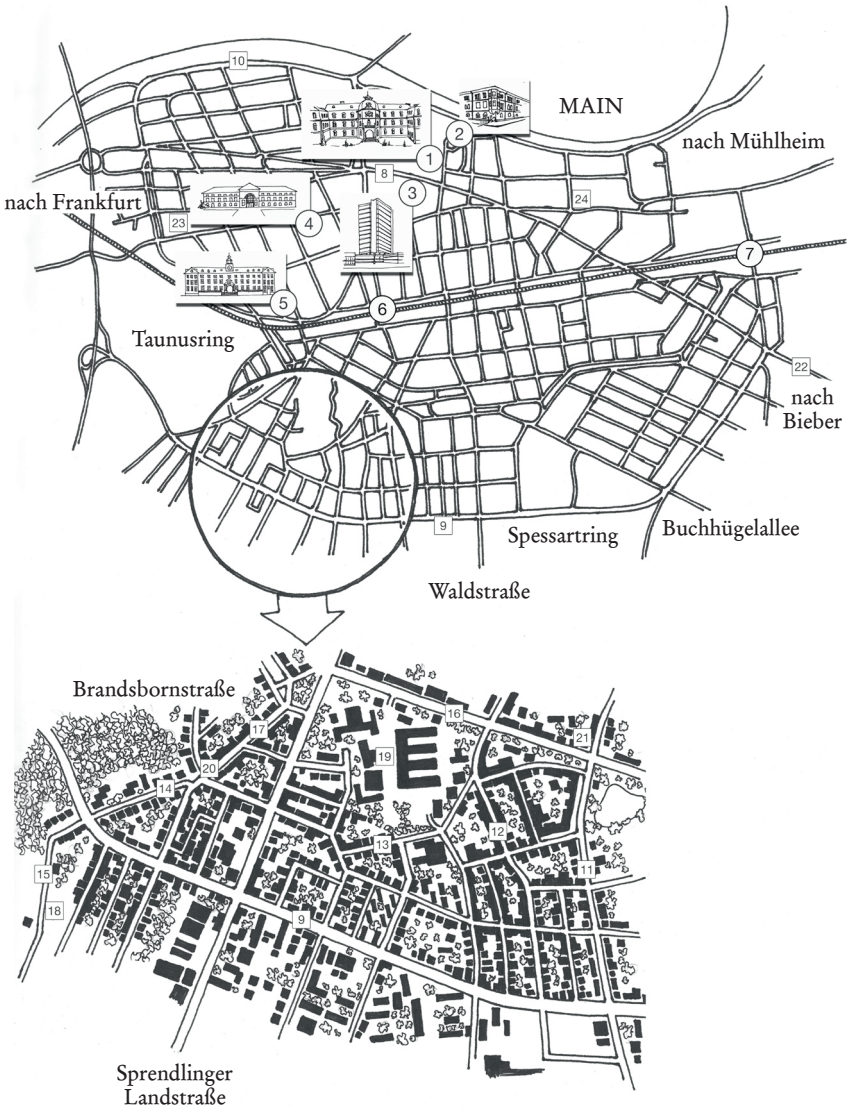 10
MAIN
2
1
nach Mühlheim
8
3
nach Frankfurt
23
4
24
7
5
6
Taunusring
22
nach
Bieber
9
Spessartring
Buchhügelallee
Waldstraße
Brandsbornstraße
16
17
21
19
20
14
12
13
15
11
18
9
Sprendlinger
Landstraße